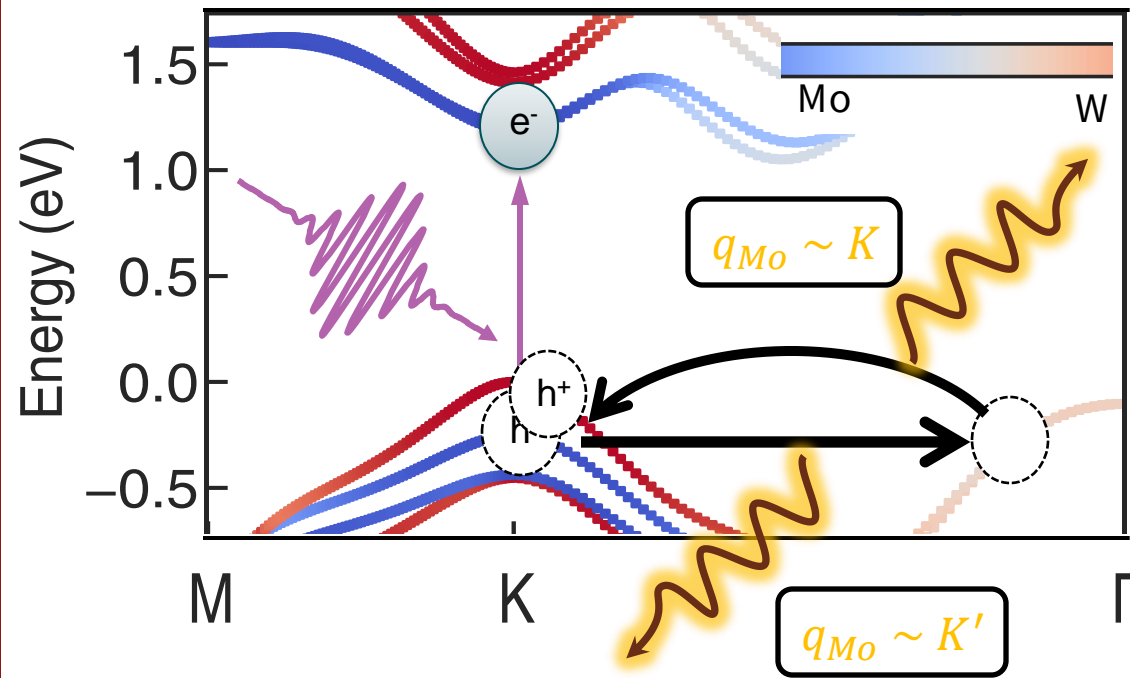 Energy (eV)
1.5
1.0
0.5
0.0
−0.5
Mo
W
e-
q_Mo ~ K
h+
h
q_Mo ~ K′
M
K